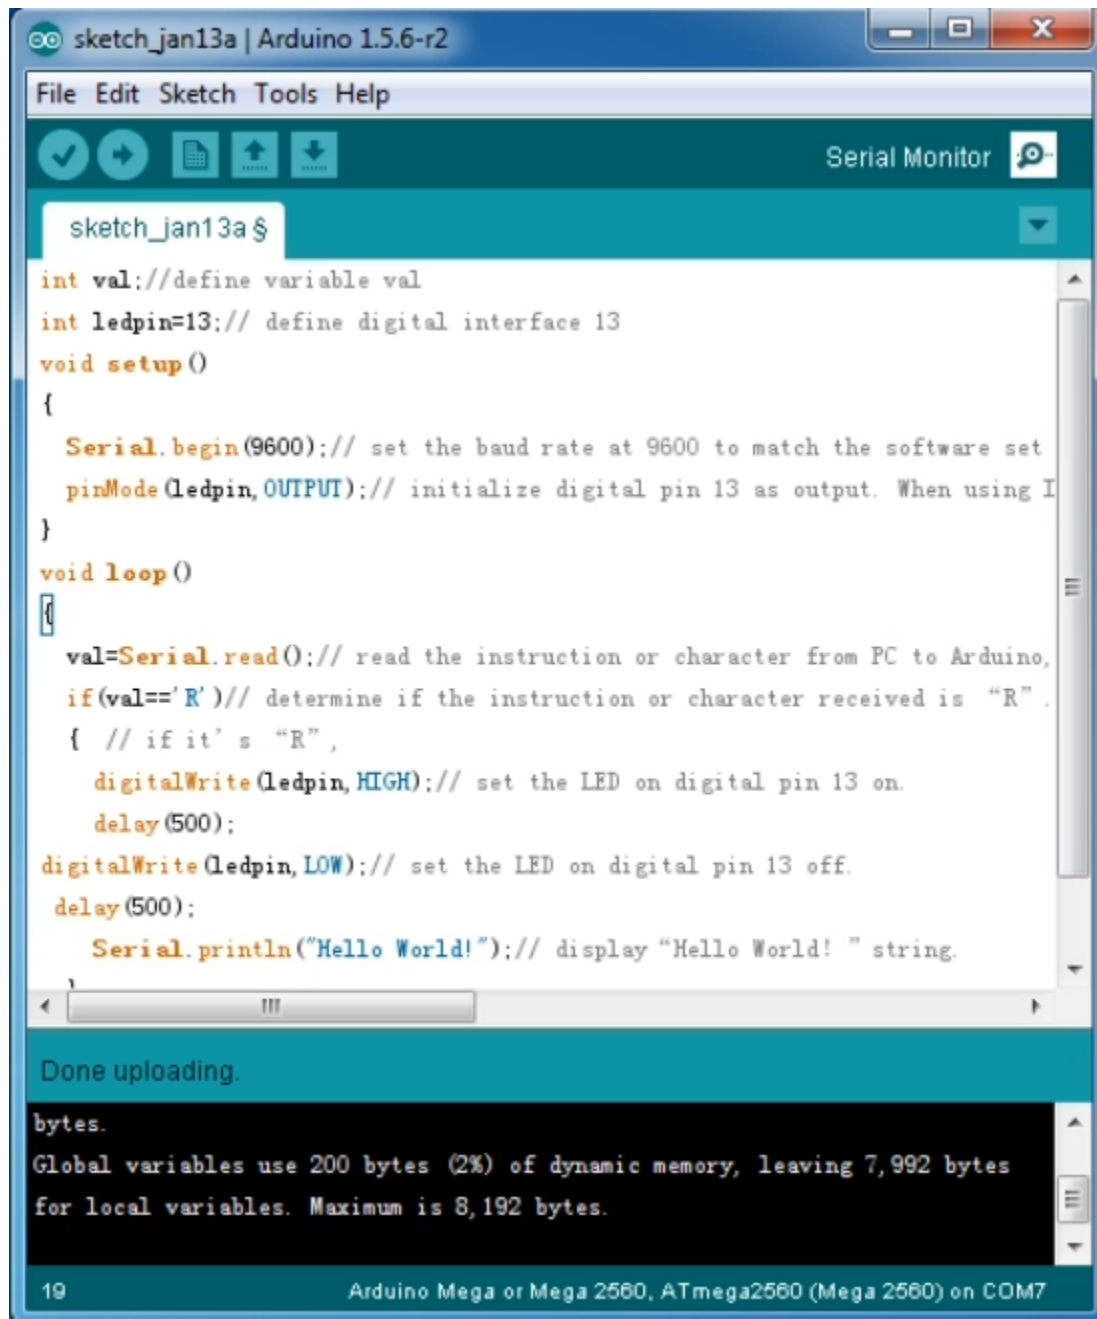 sketch_jan13a | Arduino 1.5.6-r2
File Edit Sketch Tools Help
Serial Monitor
sketch_jan13a §
int val;//define variable val
int ledpin=13;// define digital interface 13
void setup()
{
Serial.begin(9600);// set the baud rate at 9600 to match the software set
pinMode(ledpin,OUTPUT);// initialize digital pin 13 as output. When using I
}
void loop()
{
val=Serial.read();// read the instruction or character from PC to Arduino,
if(val=='R')// determine if the instruction or character received is “R”.
{ // if it’s “R”,
digitalWrite(ledpin,HIGH);// set the LED on digital pin 13 on.
delay(500);
digitalWrite(ledpin,LOW);// set the LED on digital pin 13 off.
delay(500);
Serial.println("Hello World!");// display “Hello World! ” string.
Done uploading.
bytes.
Global variables use 200 bytes (2%) of dynamic memory, leaving 7,992 bytes
for local variables. Maximum is 8,192 bytes.
19
Arduino Mega or Mega 2560, ATmega2560 (Mega 2560) on COM7